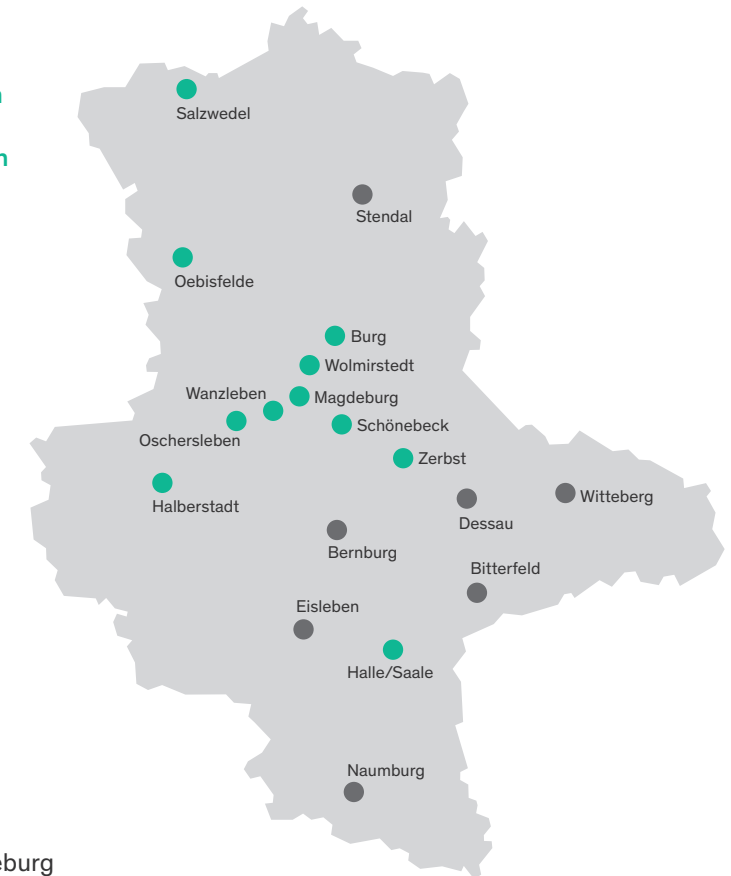 Salzwedel
Stendal
Oebisfelde
Burg
Wolmirstedt
Wanzleben
Magdeburg
Oschersleben
Schönebeck
Zerbst
Halberstadt
Witteberg
Dessau
Bernburg
Bitterfeld
Eisleben
Halle/Saale
Naumburg